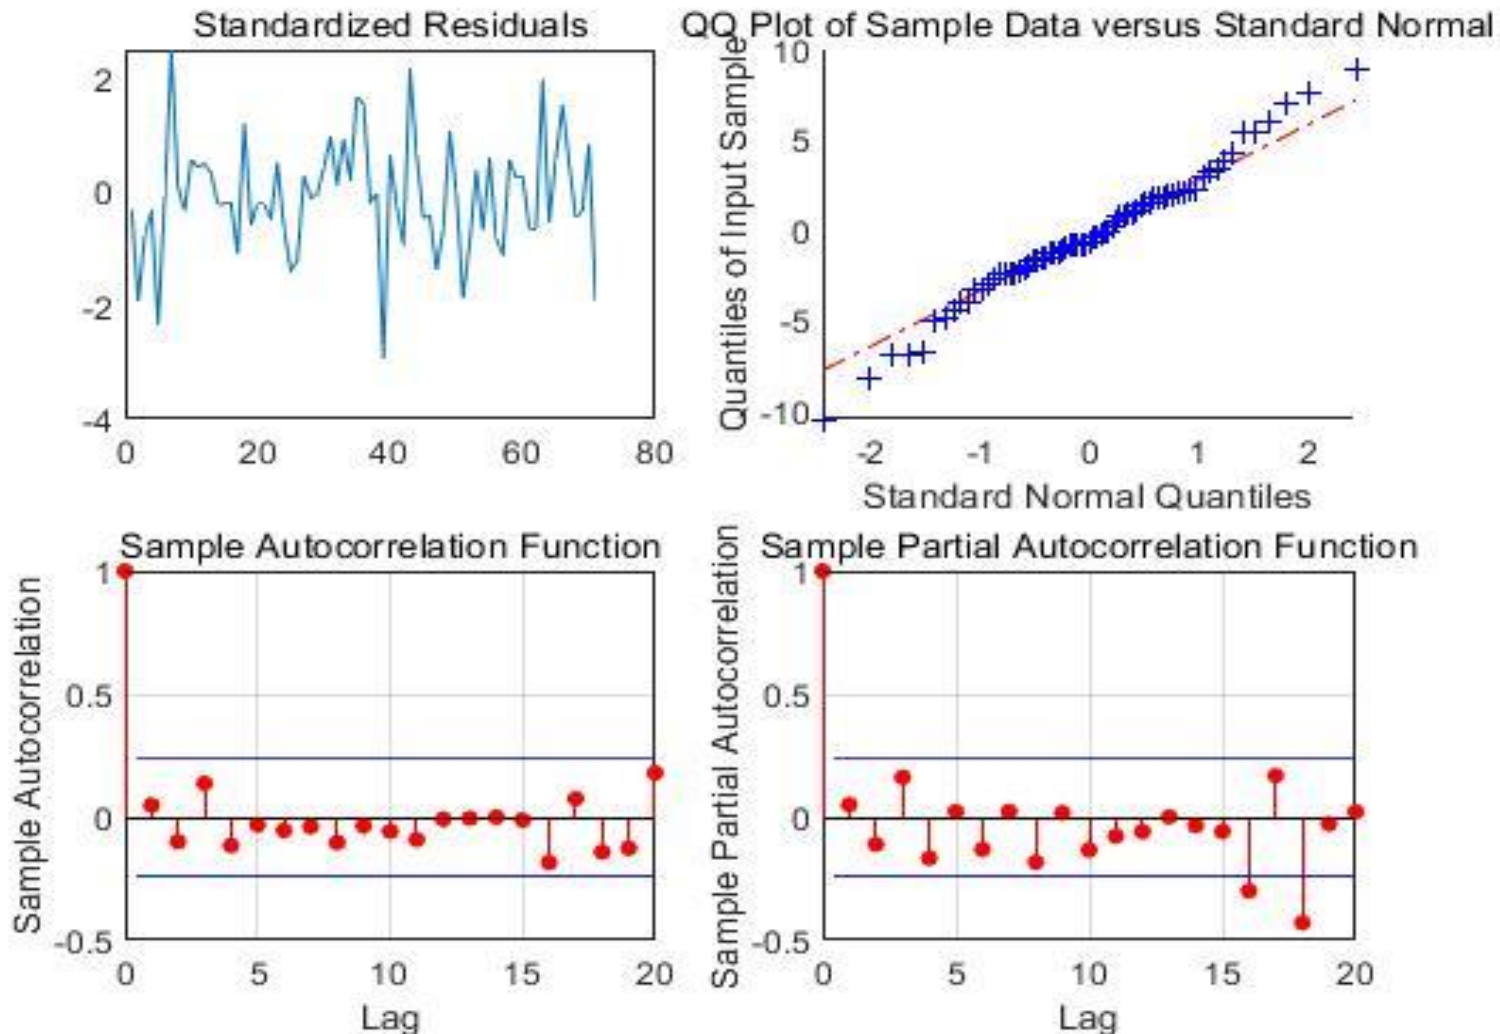 Standardized Residuals
2
0
-2
-4
0 20 40 60 80
QQ Plot of Sample Data versus Standard Normal
Quantiles of Input Sample
10
5
0
-5
-10
-2 -1 0 1 2
Standard Normal Quantiles
Sample Autocorrelation Function
Sample Autocorrelation
1
0.5
0
-0.5
0 5 10 15 20
Lag
Sample Partial Autocorrelation Function
Sample Partial Autocorrelation
1
0.5
0
-0.5
0 5 10 15 20
Lag